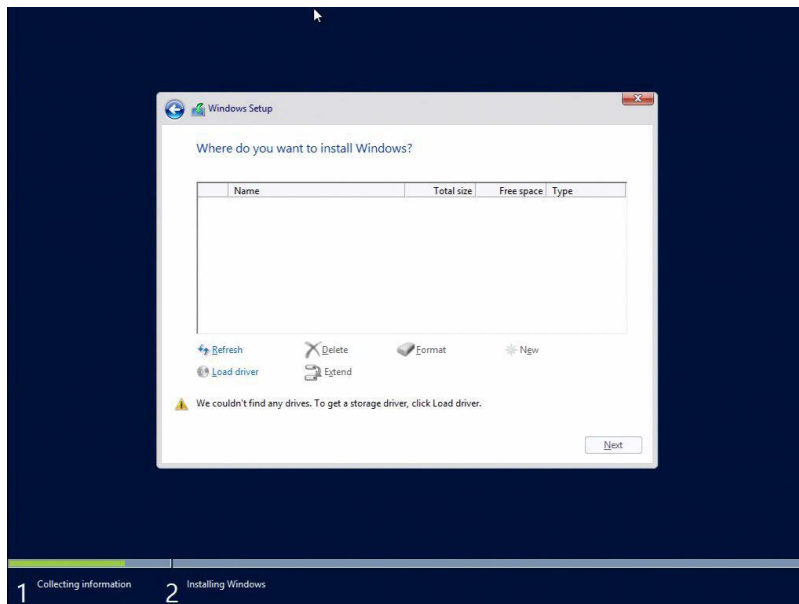 Windows Setup
Where do you want to install Windows?
Name Total size Free space Type
Refresh Delete Format New
Load driver Extend
We couldn't find any drives. To get a storage driver, click Load driver.
Next
1 Collecting information 2 Installing Windows